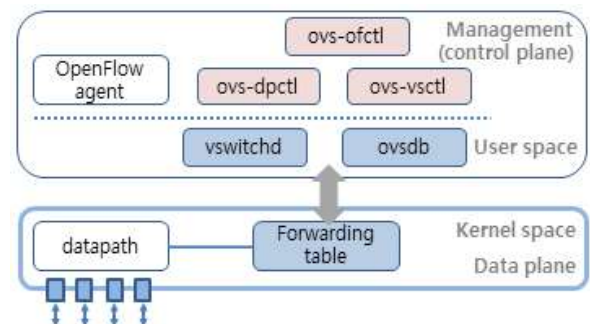 ovs-ofctl
Management
(control plane)
OpenFlow
agent
ovs-dpctl
ovs-vsctl
vswitchd
ovsdb
User space
datapath
Forwarding
table
Kernel space
Data plane